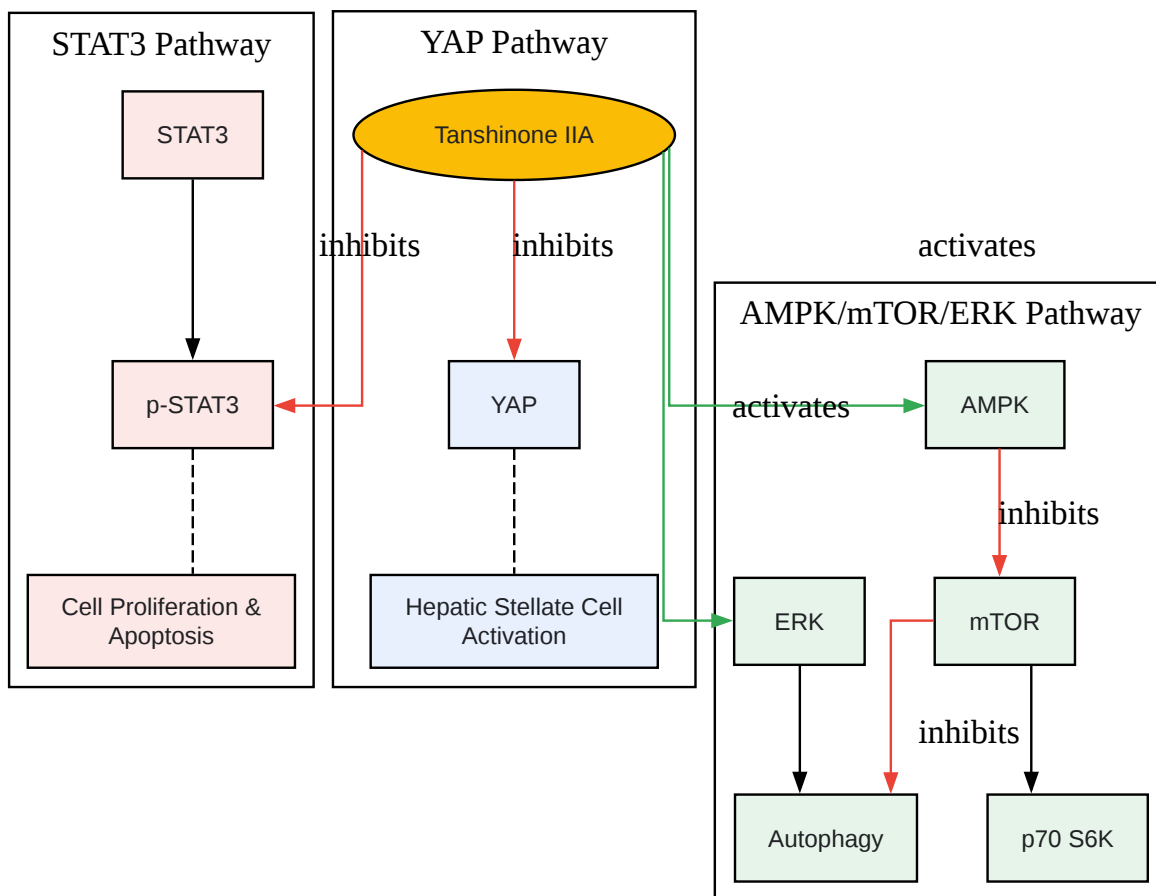 STAT3 Pathway
STAT3
inhibits
p-STAT3
Cell Proliferation &
Apoptosis
YAP Pathway
Tanshinone IIA
inhibits
YAP
Hepatic Stellate Cell
Activation
activates
AMPK/mTOR/ERK Pathway
activates
AMPK
inhibits
ERK
mTOR
inhibits
Autophagy
p70 S6K